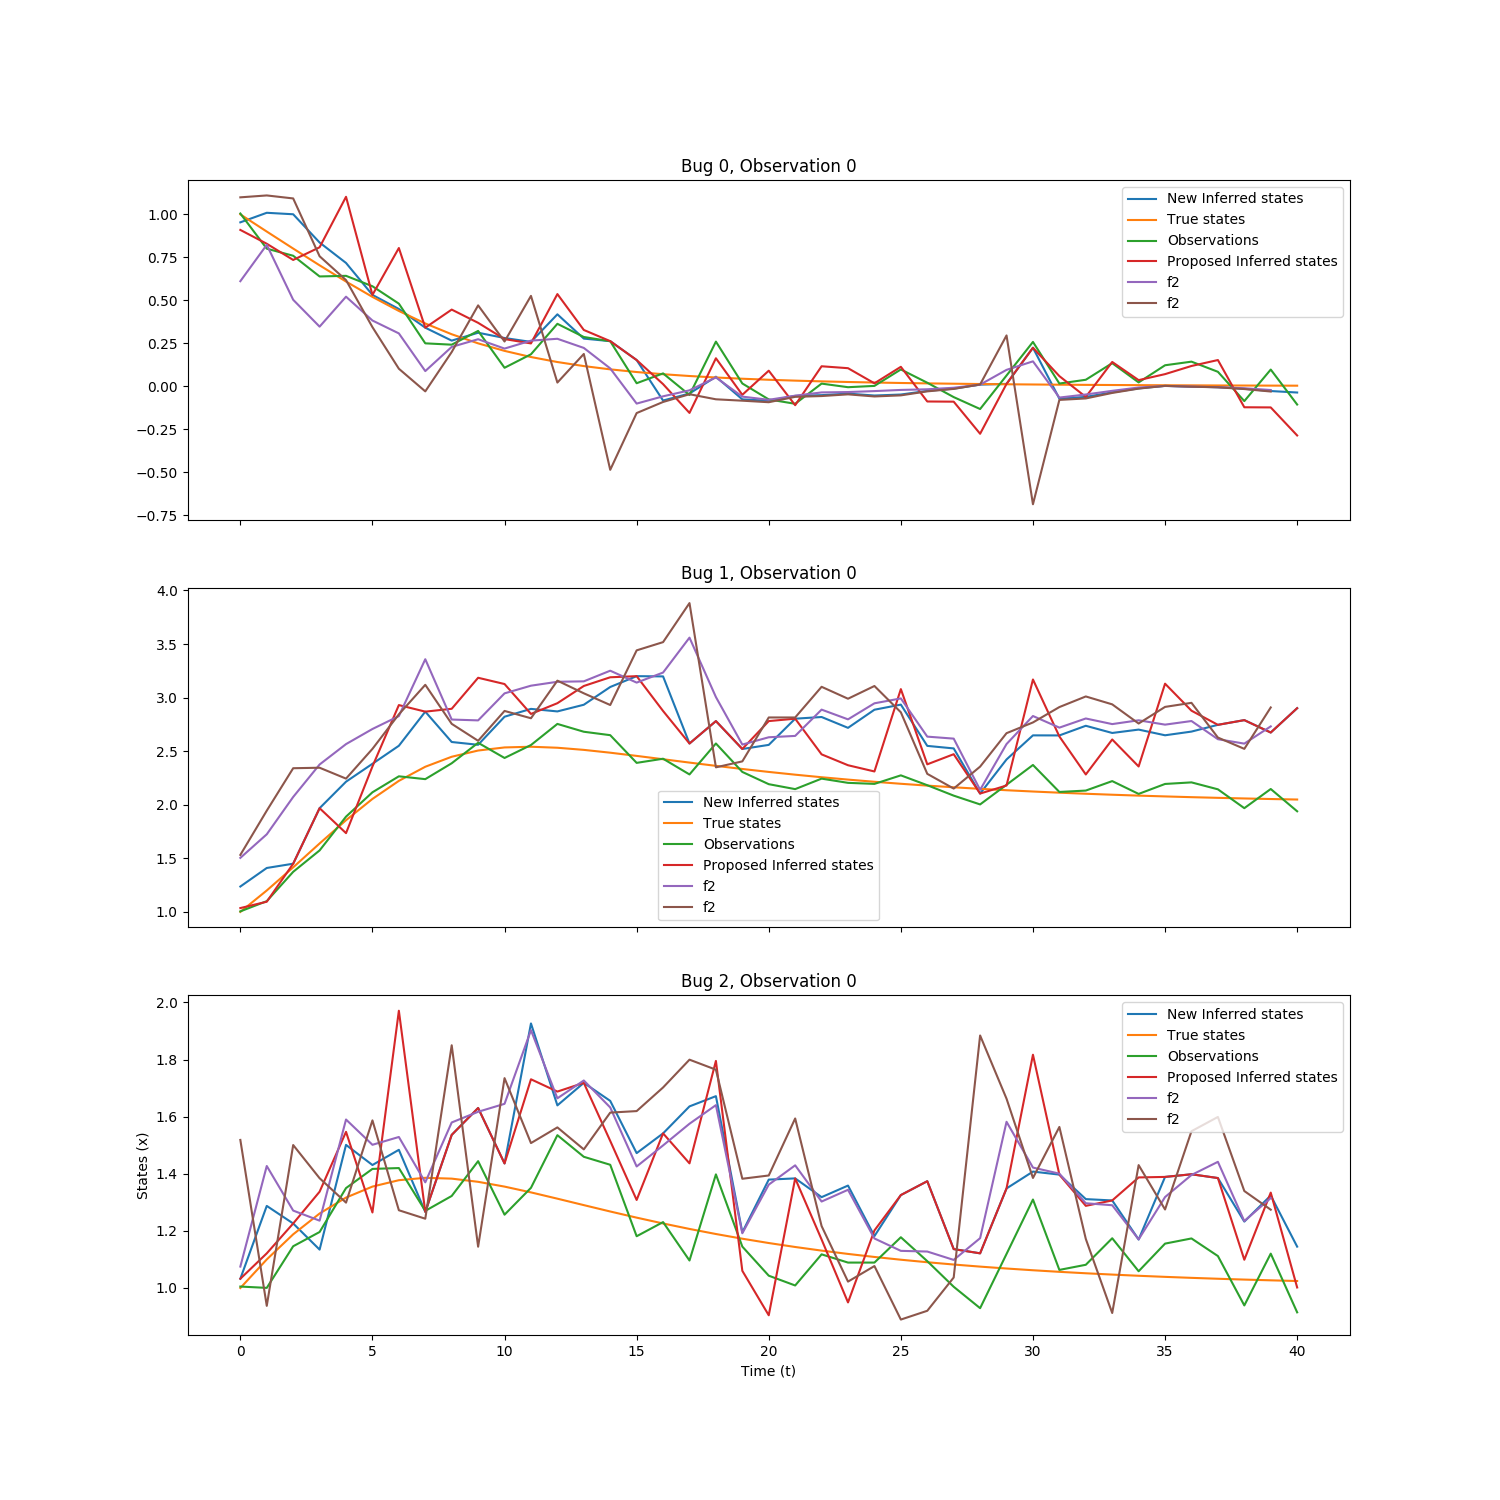 Bug 0, Observation 0
1.00
0.75
0.50
0.25
0.00
−0.25
−0.50
−0.75
New Inferred states
True states
Observations
Proposed Inferred states
f2
f2
Bug 1, Observation 0
4.0
3.5
3.0
2.5
2.0
1.5
1.0
New Inferred states
True states
Observations
Proposed Inferred states
f2
f2
Bug 2, Observation 0
States (x)
2.0
1.8
1.6
1.4
1.2
1.0
New Inferred states
True states
Observations
Proposed Inferred states
f2
f2
0 5 10 15 20 25 30 35 40
Time (t)